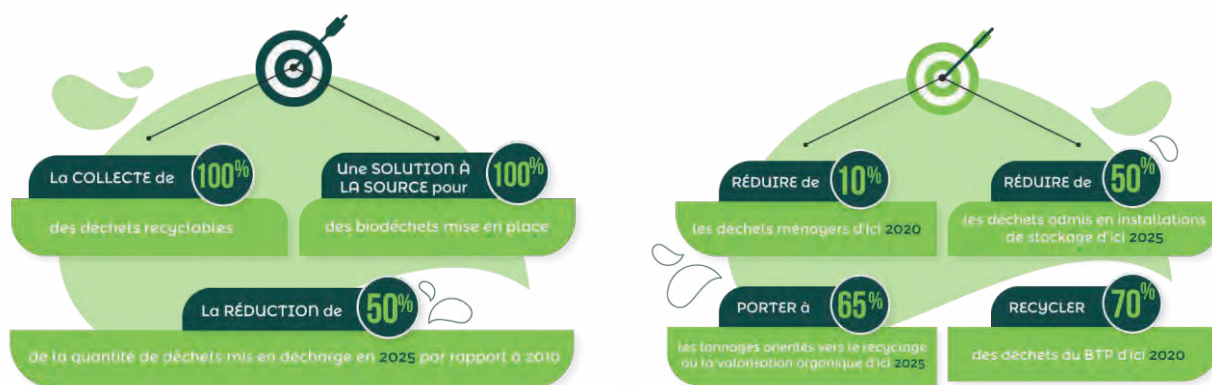 La COLLECTE de 100%
des déchets recyclables
Une SOLUTION À
LA SOURCE pour 100%
des biodéchets mise en place
La RÉDUCTION de 50%
de la quantité de déchets mis en décharge en 2025 par rapport à 2010
RÉDUIRE de 10%
les déchets ménagers d'ici 2020
RÉDUIRE de 50%
les déchets admis en installations
de stockage d'ici 2025
PORTER à 65%
les tonnages orientés vers le recyclage
ou la valorisation organique d'ici 2025
RECYCLER 70%
des déchets du BTP d'ici 2020